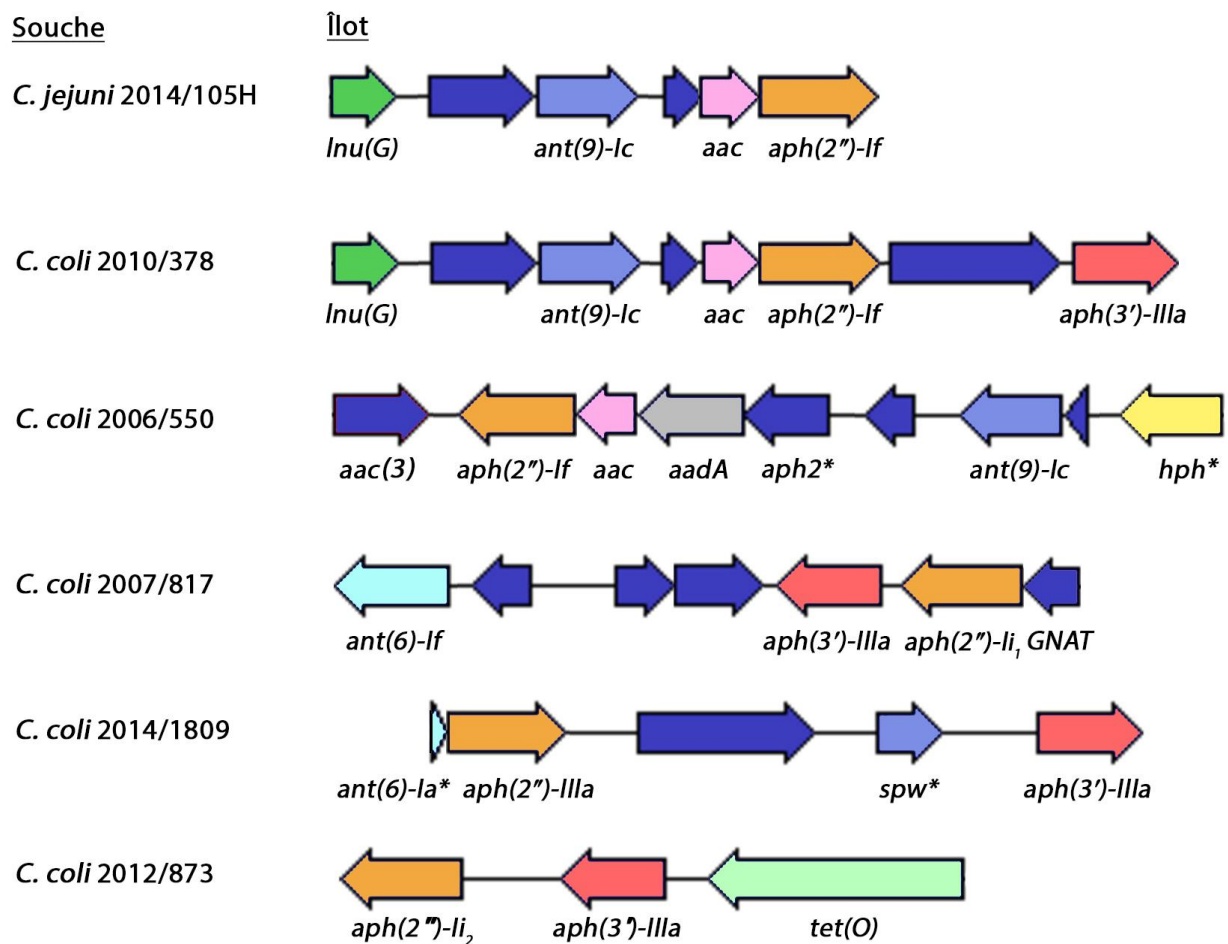 Souche Îlot
C. jejuni 2014/105H
lnu(G) ant(9)-Ic aac aph(2″)-If
C. coli 2010/378
lnu(G) ant(9)-Ic aac aph(2″)-If aph(3')-IIIa
C. coli 2006/550
aac(3) aph(2″)-If aac aadA aph2* ant(9)-Ic hph*
C. coli 2007/817
ant(6)-If aph(3')-IIIa aph(2″)-Ii₁ GNAT
C. coli 2014/1809
ant(6)-Ia* aph(2″)-IIIa spw* aph(3')-IIIa
C. coli 2012/873
aph(2‴)-Ii₂ aph(3')-IIIa tet(O)